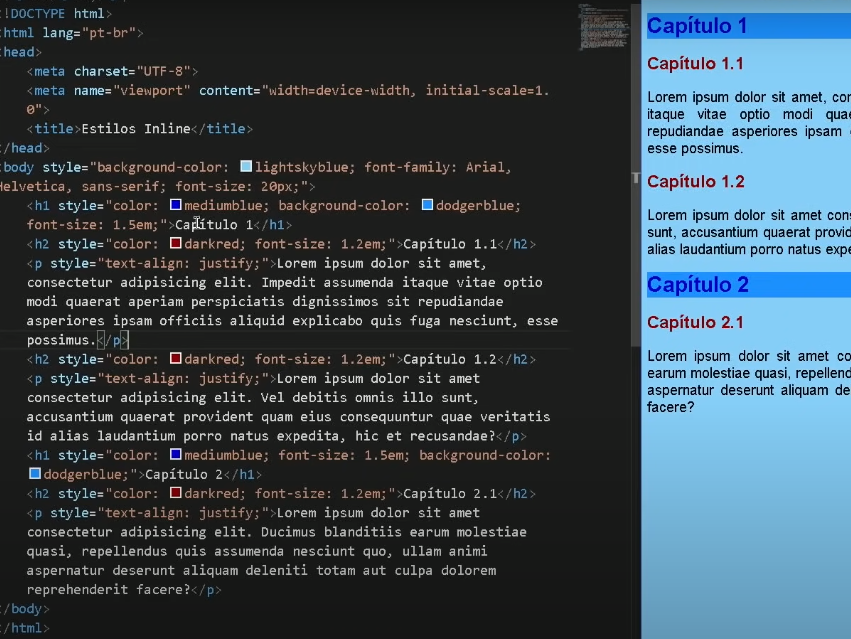 !DOCTYPE html>
html lang="pt-br">
head>
<meta charset="UTF-8">
<meta name="viewport" content="width=device-width, initial-scale=1.
0">
<title>Estilos Inline</title>
/head>
body style="background-color: lightskyblue; font-family: Arial,
Helvetica, sans-serif; font-size: 20px;">
<h1 style="color: mediumblue; background-color: dodgerblue;
font-size: 1.5em;">Capítulo 1</h1>
<h2 style="color: darkred; font-size: 1.2em;">Capítulo 1.1</h2>
<p style="text-align: justify;">Lorem ipsum dolor sit amet,
consectetur adipisicing elit. Impedit assumenda itaque vitae optio
modi quaerat aperiam perspiciatis dignissimos sit repudiandae
asperiores ipsam officiis aliquid explicabo quis fuga nesciunt, esse
possimus.</p>
<h2 style="color: darkred; font-size: 1.2em;">Capítulo 1.2</h2>
<p style="text-align: justify;">Lorem ipsum dolor sit amet
consectetur adipisicing elit. Vel debitis omnis illo sunt,
accusantium quaerat provident quam eius consequuntur quae veritatis
id alias laudantium porro natus expedita, hic et recusandae?</p>
<h1 style="color: mediumblue; font-size: 1.5em; background-color:
dodgerblue;">Capítulo 2</h1>
<h2 style="color: darkred; font-size: 1.2em;">Capítulo 2.1</h2>
<p style="text-align: justify;">Lorem ipsum dolor sit amet
consectetur adipisicing elit. Ducimus blanditiis earum molestiae
quasi, repellendus quis assumenda nesciunt quo, ullam animi
aspernatur deserunt aliquam deleniti totam aut culpa dolorem
reprehenderit facere?</p>
/body>
/html>
Capítulo 1
Capítulo 1.1
Lorem ipsum dolor sit amet, con
itaque vitae optio modi quae
repudiandae asperiores ipsam
esse possimus.
Capítulo 1.2
Lorem ipsum dolor sit amet cons
sunt, accusantium quaerat provid
alias laudantium porro natus expe
Capítulo 2
Capítulo 2.1
Lorem ipsum dolor sit amet co
earum molestiae quasi, repellend
aspernatur deserunt aliquam de
facere?